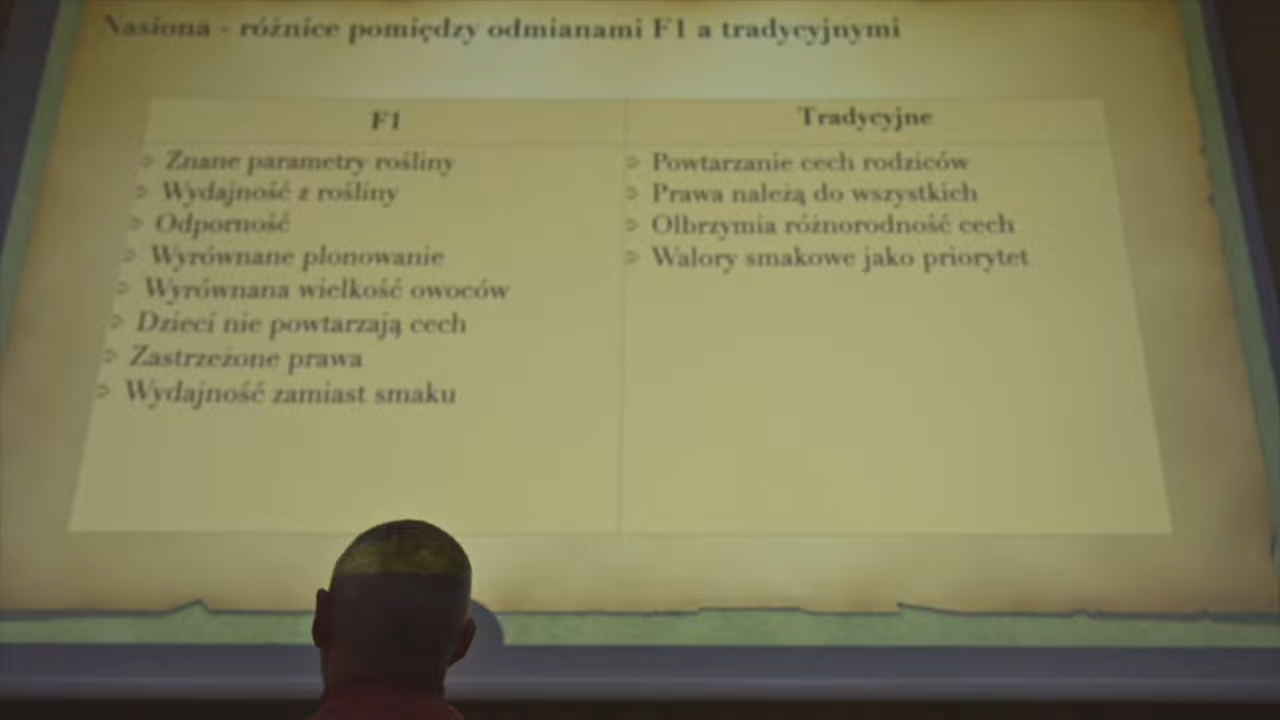 Nasiona - różnice pomiędzy odmianami F1 a tradycyjnymi
F1
Znane parametry rośliny
Wydajność z rośliny
Odporność
Wyrównane plonowanie
Wyrównana wielkość owoców
Dzieci nie powtarzają cech
Zastrzeżone prawa
Wydajność zamiast smaku
Tradycyjne
Powtarzanie cech rodziców
Prawa należą do wszystkich
Olbrzymia różnorodność cech
Walory smakowe jako priorytet